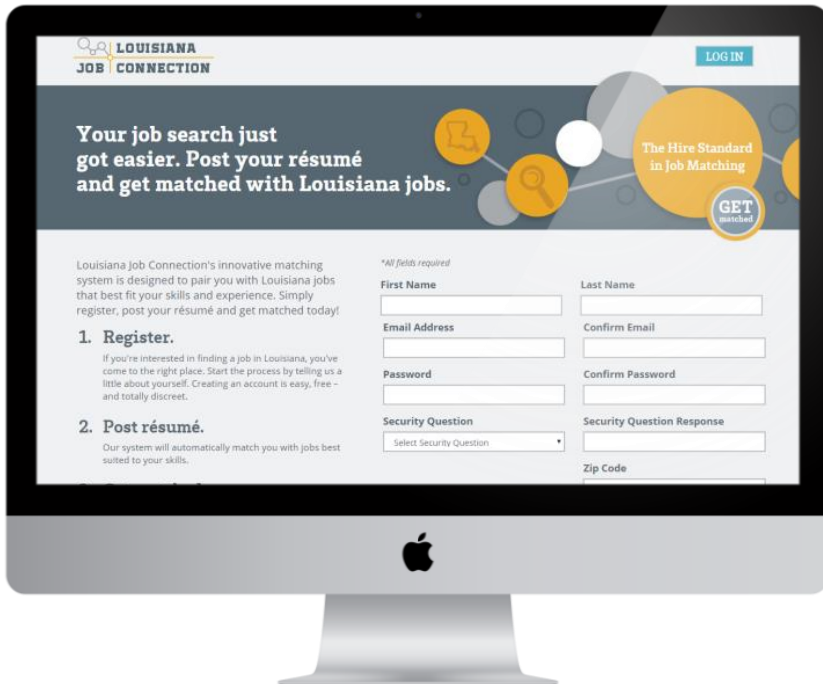 LOUISIANA
JOB CONNECTION
LOG IN
Your job search just
got easier. Post your résumé
and get matched with Louisiana jobs.
The Hire Standard
in Job Matching
GET
matched
Louisiana Job Connection's innovative matching
system is designed to pair you with Louisiana jobs
that best fit your skills and experience. Simply
register, post your résumé and get matched today!
1. Register.
If you're interested in finding a job in Louisiana, you've
come to the right place. Start the process by telling us a
little about yourself. Creating an account is easy, free –
and totally discreet.
2. Post résumé.
Our system will automatically match you with jobs best
suited to your skills.
*All fields required
First Name
Last Name
Email Address
Confirm Email
Password
Confirm Password
Security Question
Security Question Response
Select Security Question
Zip Code